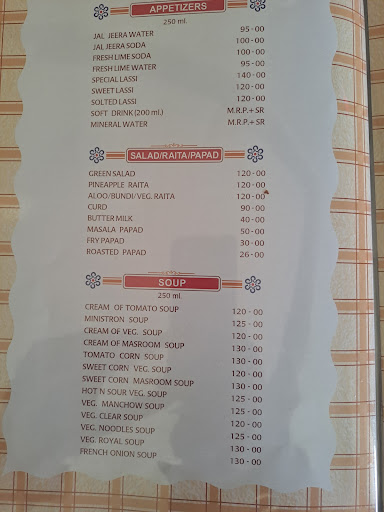 APPETIZERS
250 ml.
JAL JEERA WATER 95-00
JAL JEERA SODA 100-00
FRESH LIME SODA 100-00
FRESH LIME WATER 95-00
SPECIAL LASSI 140-00
SWEET LASSI 120-00
SOLTED LASSI 120-00
SOFT DRINK (200 ml.) M.R.P.+ SR
MINERAL WATER M.R.P.+ SR
SALAD/RAITA/PAPAD
GREEN SALAD 120-00
PINEAPPLE RAITA 120-00
ALOO/BUNDI/VEG. RAITA 120-00
CURD 90-00
BUTTER MILK 40-00
MASALA PAPAD 50-00
FRY PAPAD 30-00
ROASTED PAPAD 26-00
SOUP
250 ml.
CREAM OF TOMATO SOUP 120 - 00
MINISTRON SOUP 125 - 00
CREAM OF VEG. SOUP 120 - 00
CREAM OF MASROOM SOUP 130 - 00
TOMATO CORN SOUP 130 - 00
SWEET CORN VEG. SOUP 120 - 00
SWEET CORN MASROOM SOUP 130 - 00
HOT N SOUR VEG. SOUP 125 - 00
VEG. MANCHOW SOUP 125 - 00
VEG. CLEAR SOUP 120 - 00
VEG. NOODLES SOUP 125 - 00
VEG. ROYAL SOUP 130 - 00
FRENCH ONION SOUP 130 - 00